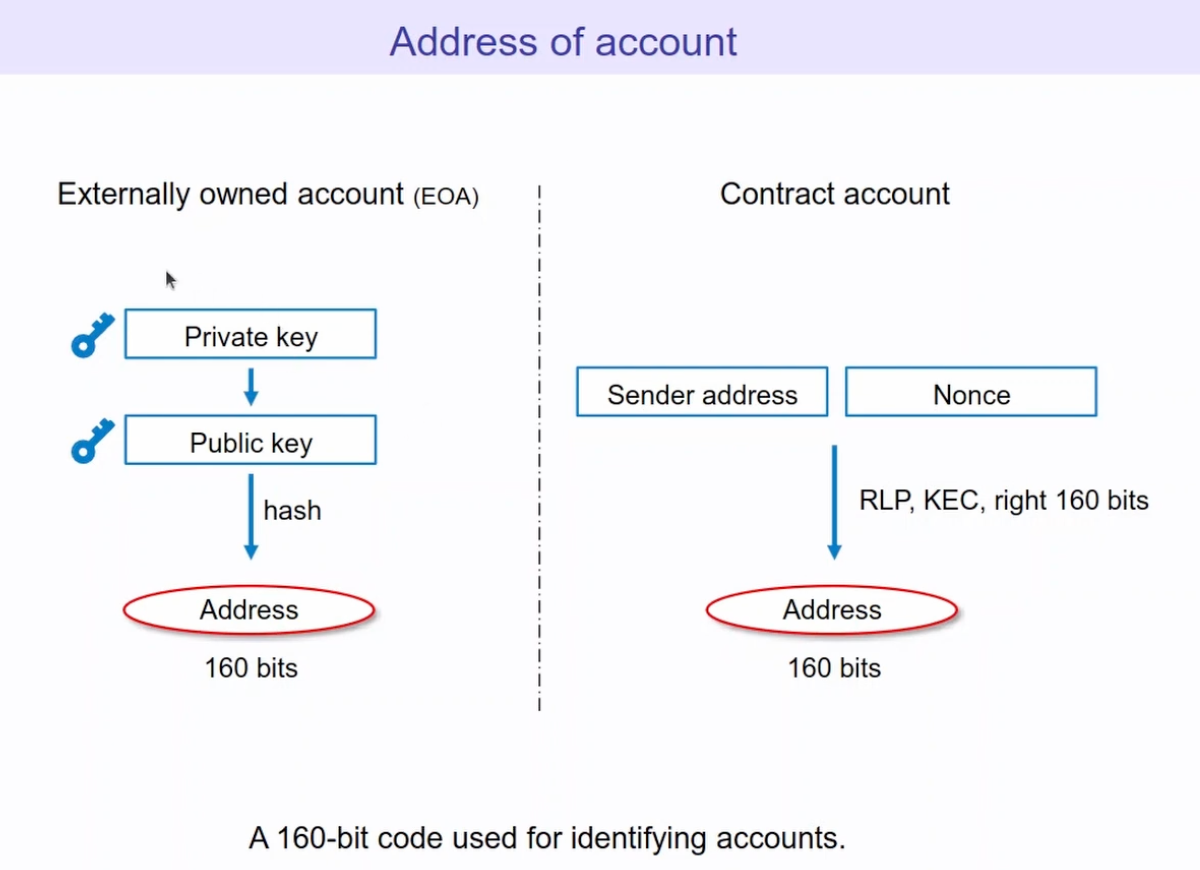 Address of account
Externally owned account (EOA)
Private key
Public key
hash
Address
160 bits
Contract account
Sender address
Nonce
RLP, KEC, right 160 bits
Address
160 bits
A 160-bit code used for identifying accounts.